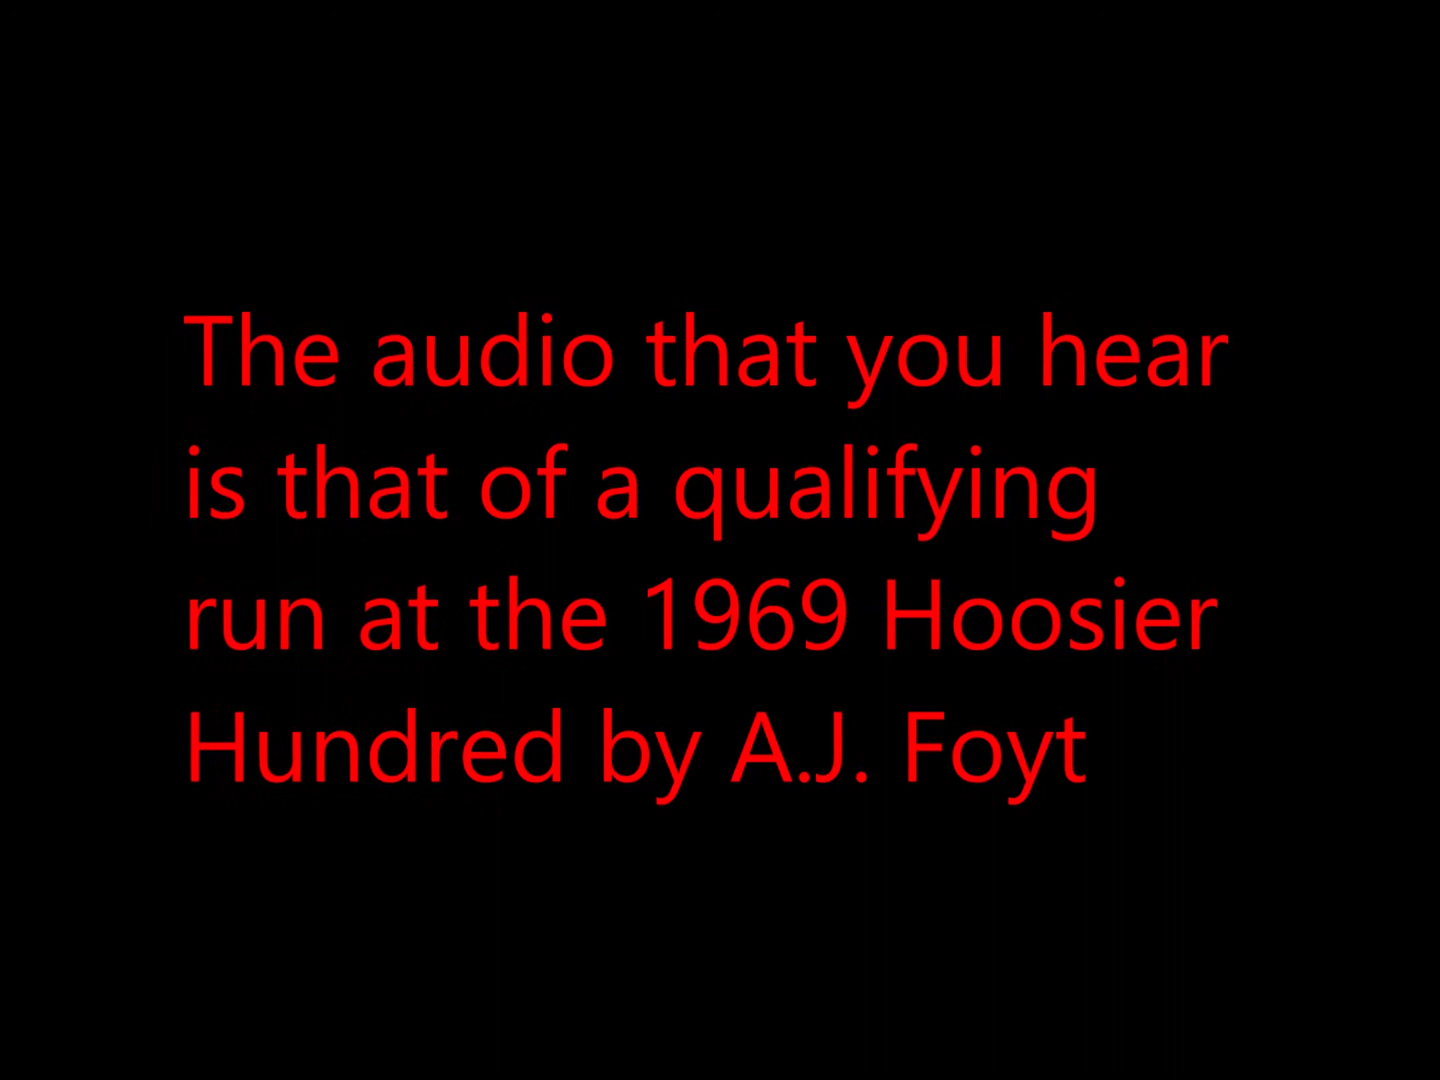 The audio that you hear
is that of a qualifying
run at the 1969 Hoosier
Hundred by A.J. Foyt